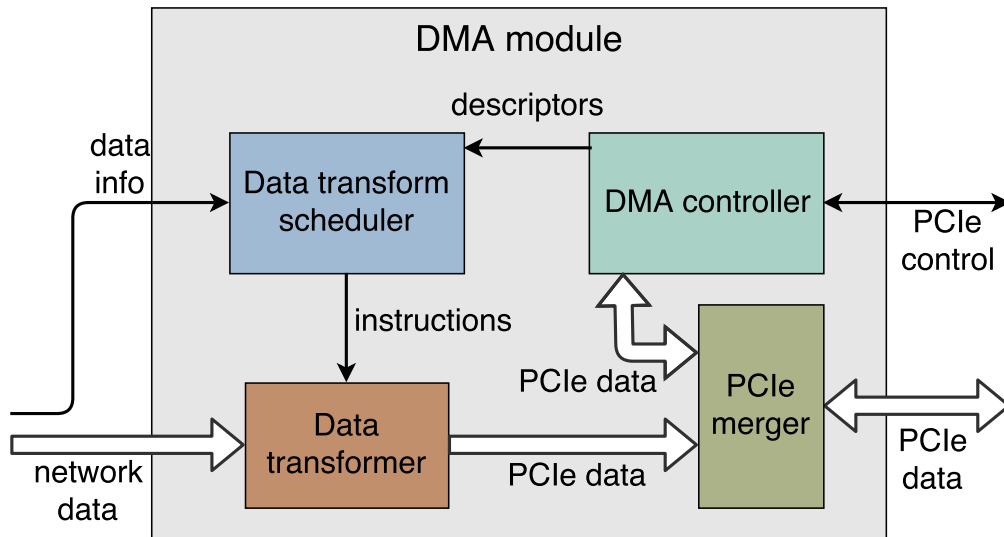 DMA module
descriptors
data
info
Data transform
scheduler
DMA controller
PCIe
control
instructions
PCIe data
PCIe
merger
Data
transformer
PCIe data
PCIe
data
network
data